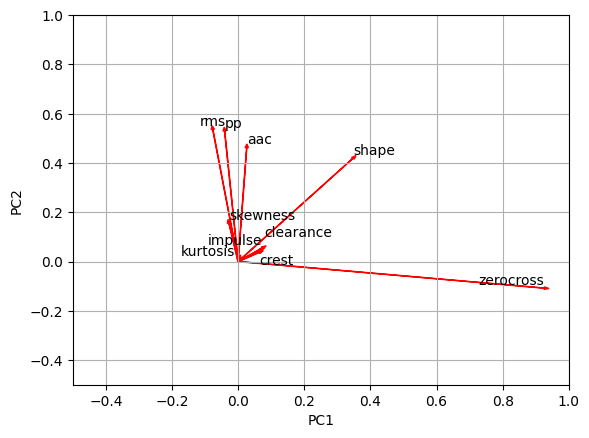 1.0
0.8
0.6
0.4
0.2
0.0
−0.2
−0.4
PC2
rms
pp
aac
shape
skewness
clearance
impulse
kurtosis
crest
zerocross
−0.4
−0.2
0.0
0.2
0.4
0.6
0.8
1.0
PC1